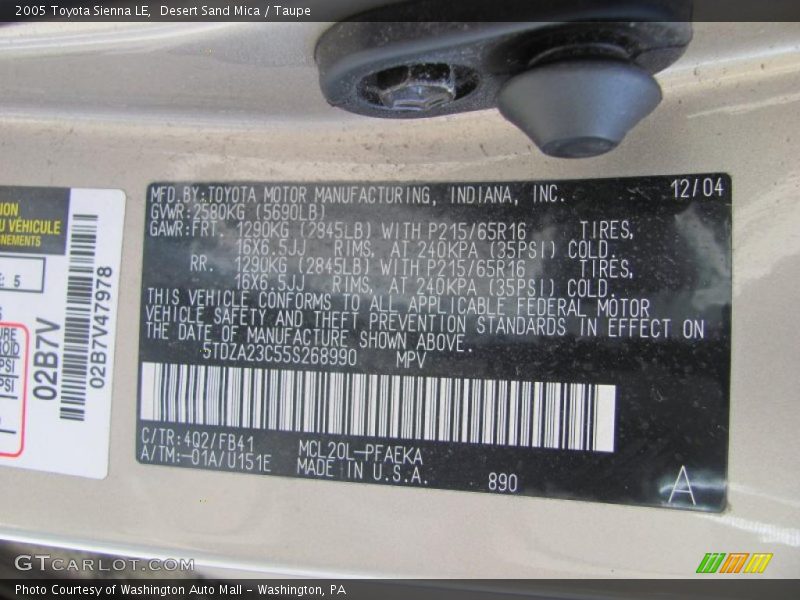 2005 Toyota Sienna LE, Desert Sand Mica / Taupe
ION
U VÉHICULE
NEMENTS
: 5
02B7V
02B7V47978
MFD.BY:TOYOTA MOTOR MANUFACTURING, INDIANA, INC. 12/04
GVWR:2580KG (5690LB)
GAWR:FRT. 1290KG (2845LB) WITH P215/65R16 TIRES,
16X6.5JJ RIMS, AT 240KPA (35PSI) COLD.
RR. 1290KG (2845LB) WITH P215/65R16 TIRES,
16X6.5JJ RIMS, AT 240KPA (35PSI) COLD.
THIS VEHICLE CONFORMS TO ALL APPLICABLE FEDERAL MOTOR
VEHICLE SAFETY AND THEFT PREVENTION STANDARDS IN EFFECT ON
THE DATE OF MANUFACTURE SHOWN ABOVE.
5TDZA23C55S268990 MPV
C/TR:4Q2/FB41 MCL20L-PFAEKA
A/TM:-01A/U151E MADE IN U.S.A. 890
A
GTCarLot.com
Photo Courtesy of Washington Auto Mall - Washington, PA